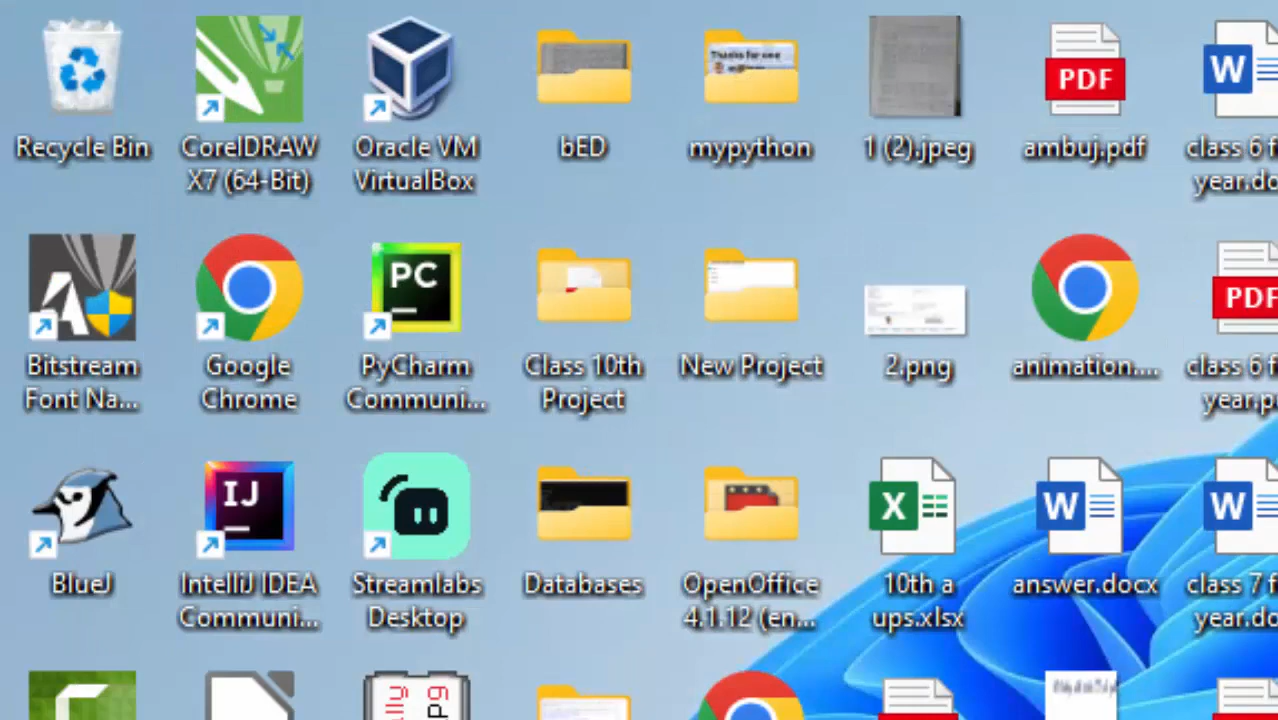 Recycle Bin
CorelDRAW
X7 (64-Bit)
Oracle VM
VirtualBox
bED
Thanks for one
mypython
1 (2).jpeg
PDF
ambuj.pdf
W
class 6 f
year.do
Bitstream
Font Na...
Google
Chrome
PC
PyCharm
Communi...
Class 10th
Project
New Project
2.png
animation....
PDF
class 6 f
year.p
BlueJ
IJ
IntelliJ IDEA
Communi...
Streamlabs
Desktop
Databases
OpenOffice
4.1.12 (en...
X
10th a
ups.xlsx
W
answer.docx
W
class 7 f
year.do